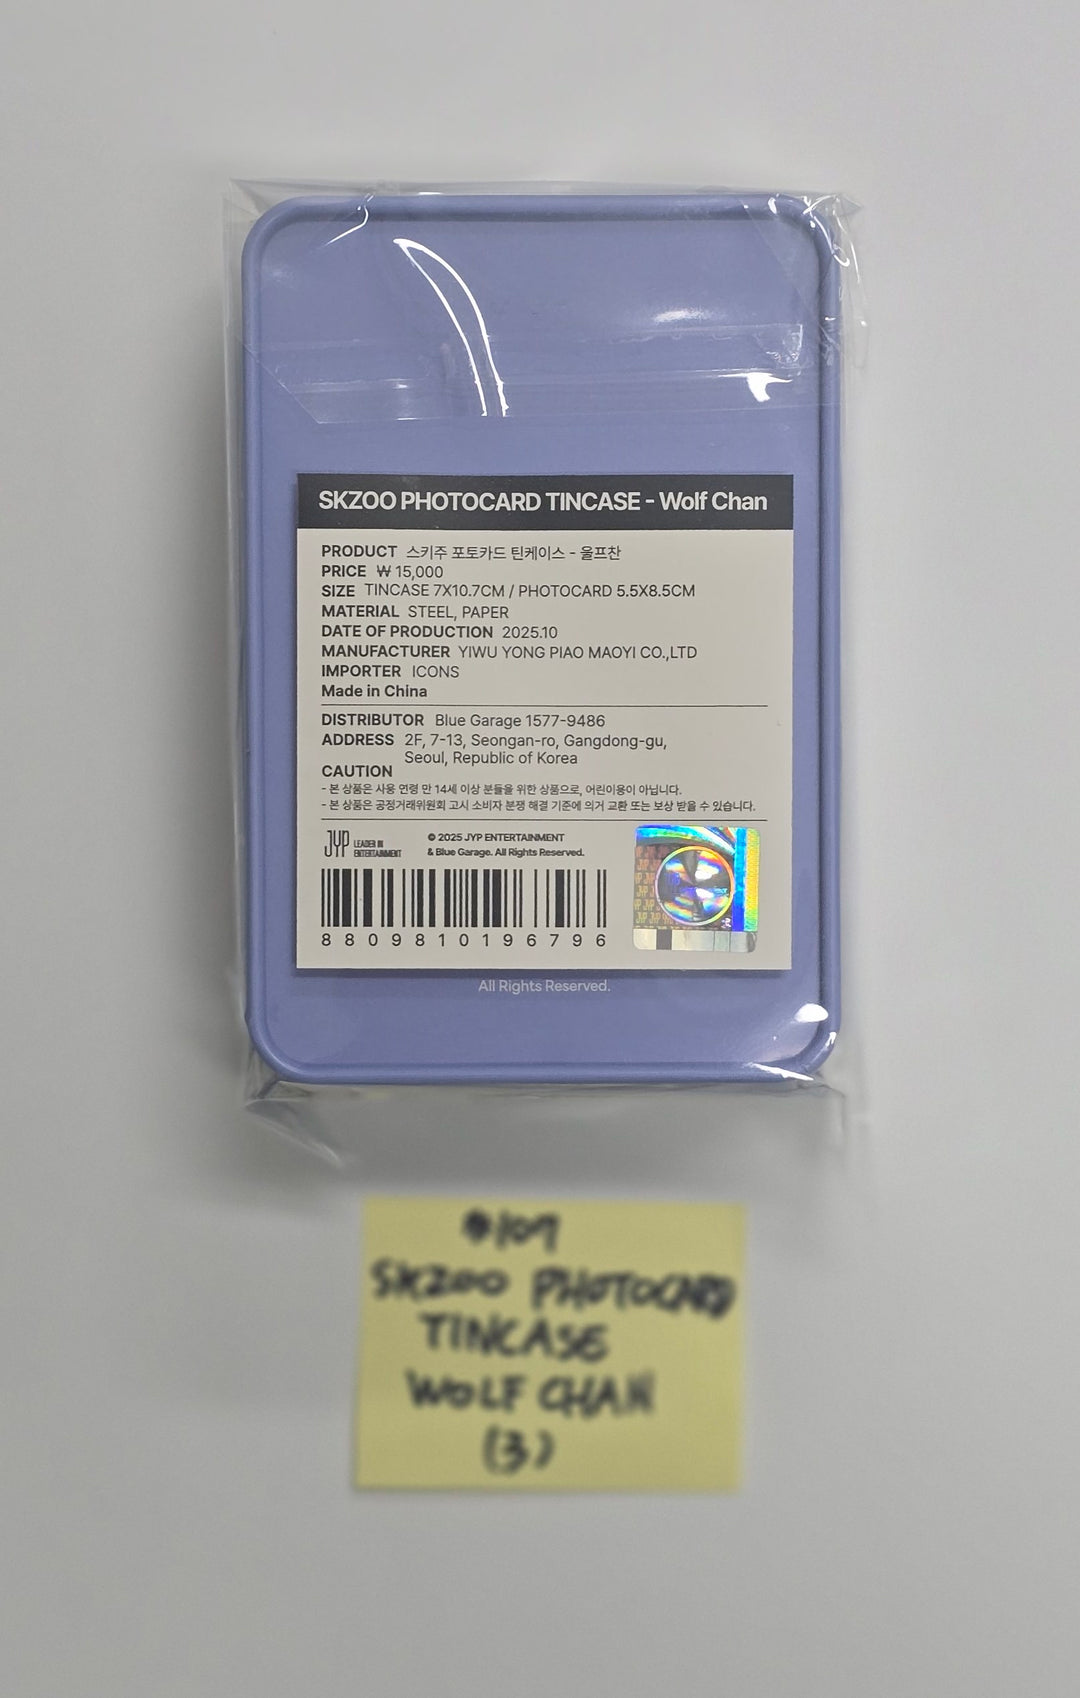 SKZOO PHOTOCARD TINCASE - Wolf Chan
PRODUCT 스키주 포토카드 틴케이스 - 울프찬
PRICE ₩ 15,000
SIZE TINCASE 7X10.7CM / PHOTOCARD 5.5X8.5CM
MATERIAL STEEL, PAPER
DATE OF PRODUCTION 2025.10
MANUFACTURER YIWU YONG PIAO MAOYI CO.,LTD
IMPORTER ICONS
Made in China
DISTRIBUTOR Blue Garage 1577-9486
ADDRESS 2F, 7-13, Seongan-ro, Gangdong-gu,
Seoul, Republic of Korea
CAUTION
- 본 상품은 사용 연령 만 14세 이상 분들을 위한 상품으로, 어린이용이 아닙니다.
- 본 상품은 공정거래위원회 고시 소비자 분쟁 해결 기준에 의거 교환 또는 보상 받을 수 있습니다.
JYP LEADER IN
ENTERTAINMENT
© 2025 JYP ENTERTAINMENT
& Blue Garage. All Rights Reserved.
8809810196796
All Rights Reserved.
#109
SKZOO PHOTOCARD
TINCASE
WOLF CHAN
(3)